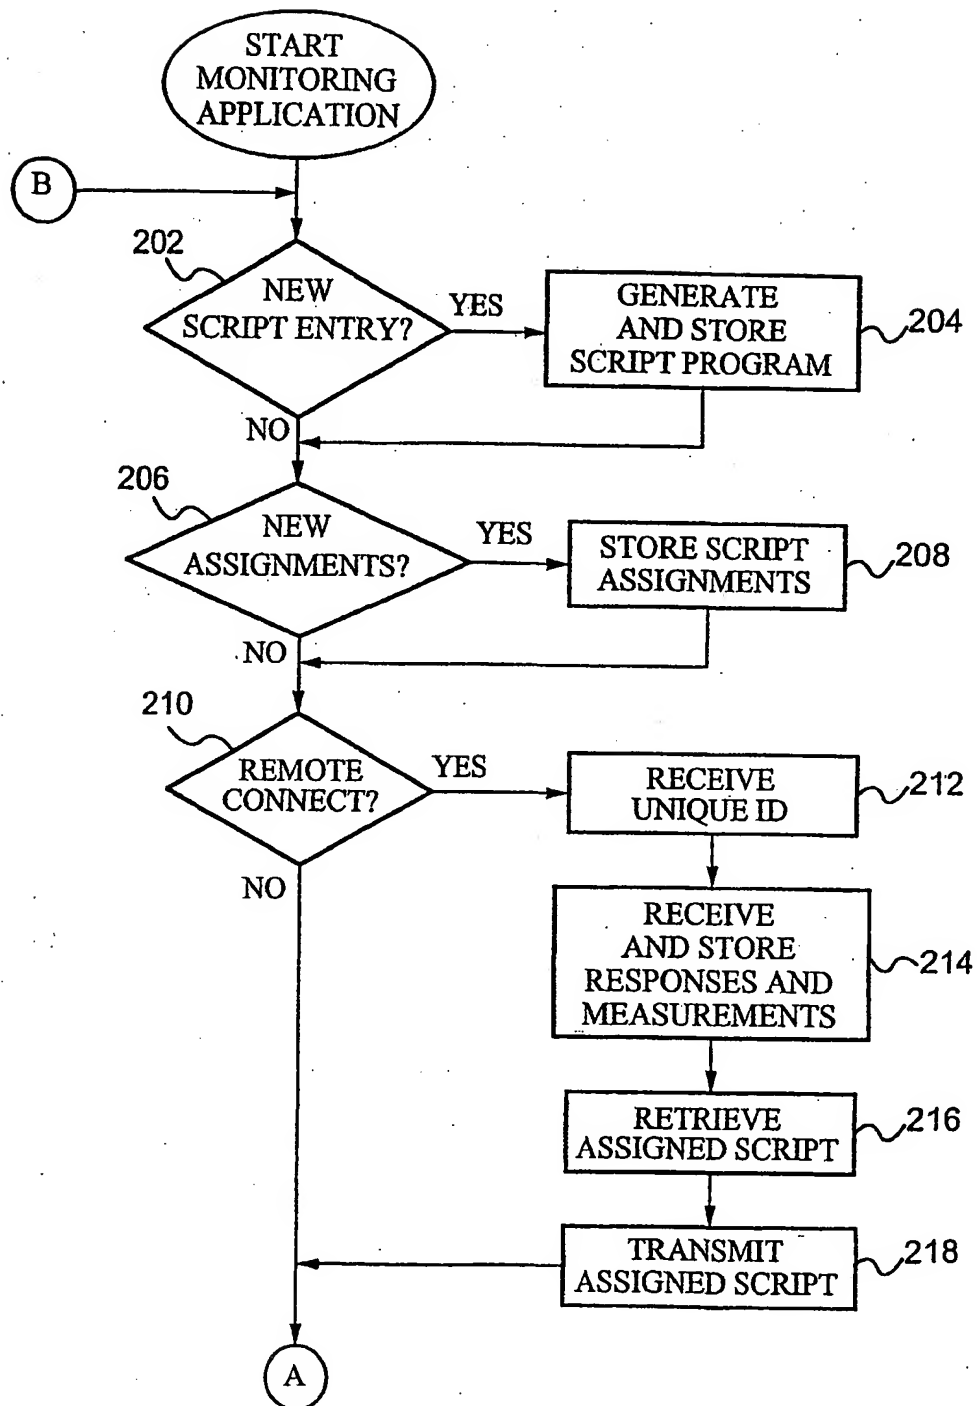 START
MONITORING
APPLICATION
B
202
NEW
SCRIPT ENTRY?
YES
GENERATE
AND STORE
SCRIPT PROGRAM
204
NO
206
NEW
ASSIGNMENTS?
YES
STORE SCRIPT
ASSIGNMENTS
208
NO
210
REMOTE
CONNECT?
YES
RECEIVE
UNIQUE ID
212
NO
RECEIVE
AND STORE
RESPONSES AND
MEASUREMENTS
214
RETRIEVE
ASSIGNED SCRIPT
216
TRANSMIT
ASSIGNED SCRIPT
218
A